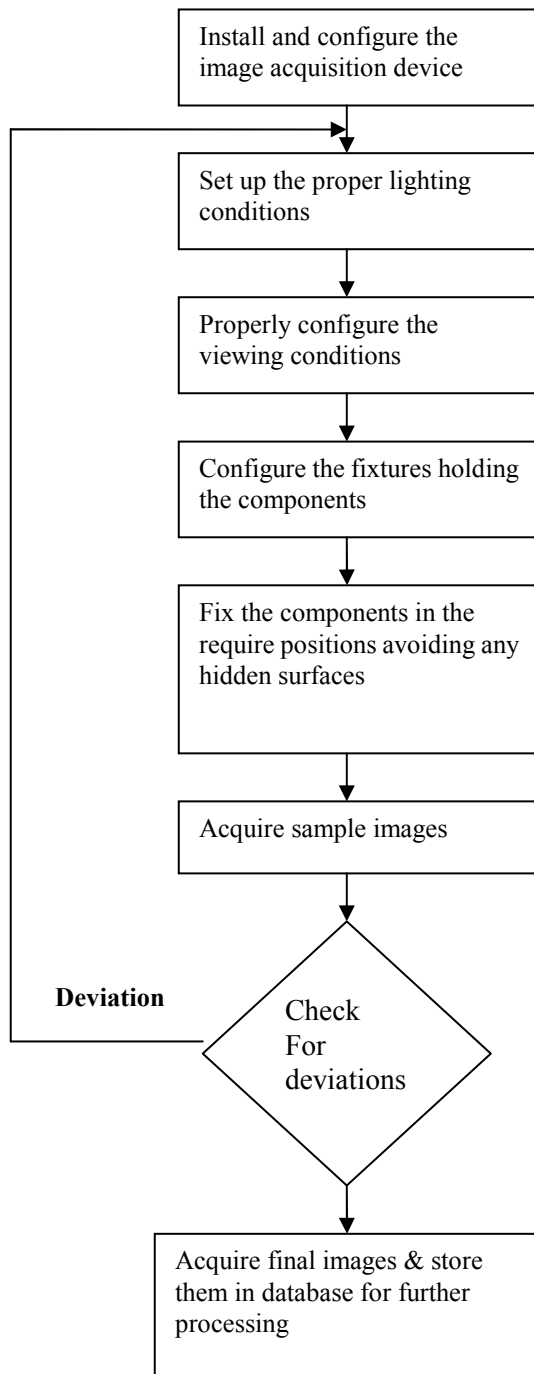 Install and configure the
image acquisition device
Set up the proper lighting
conditions
Properly configure the
viewing conditions
Configure the fixtures holding
the components
Fix the components in the
require positions avoiding any
hidden surfaces
Acquire sample images
Deviation
Check
For
deviations
Acquire final images & store
them in database for further
processing